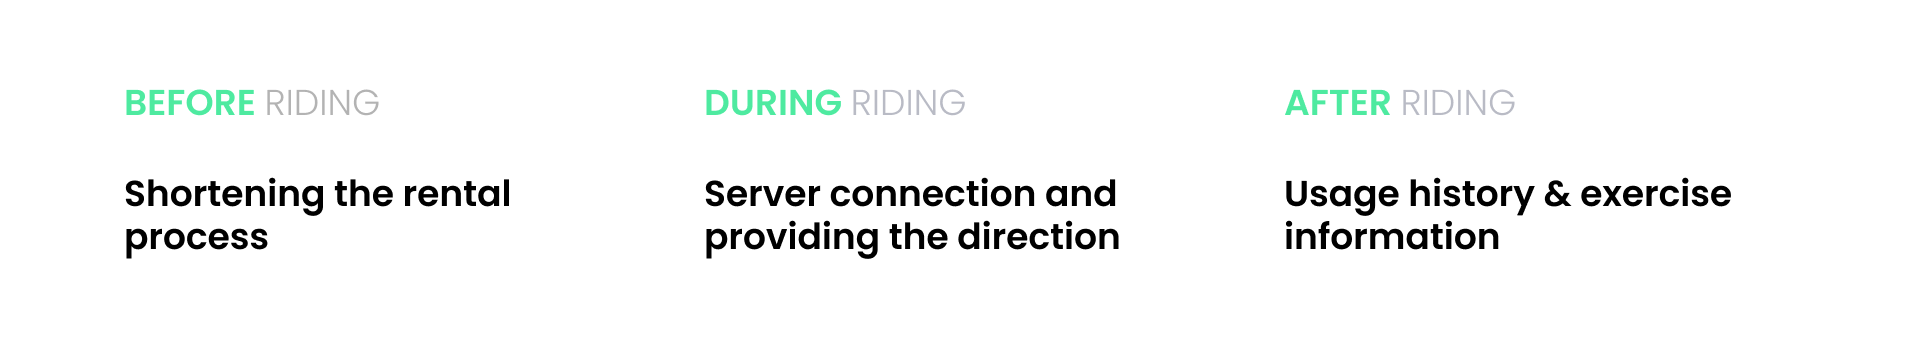 BEFORE RIDING
Shortening the rental
process
DURING RIDING
Server connection and
providing the direction
AFTER RIDING
Usage history & exercise
information